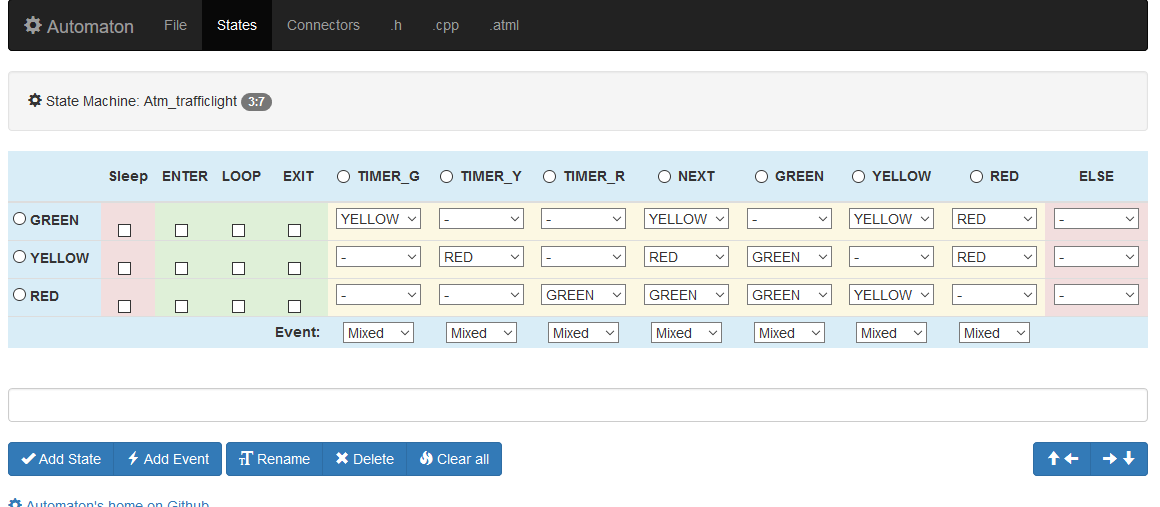 Automaton File States Connectors .h .cpp .atml
State Machine: Atm_trafficlight 3:7
Sleep ENTER LOOP EXIT TIMER_G TIMER_Y TIMER_R NEXT GREEN YELLOW RED ELSE
GREEN YELLOW - - YELLOW - YELLOW RED -
YELLOW - RED - RED GREEN - RED -
RED - - GREEN GREEN GREEN YELLOW - -
Event: Mixed Mixed Mixed Mixed Mixed Mixed Mixed
Add State Add Event Rename Delete Clear all
Automaton's home on Github